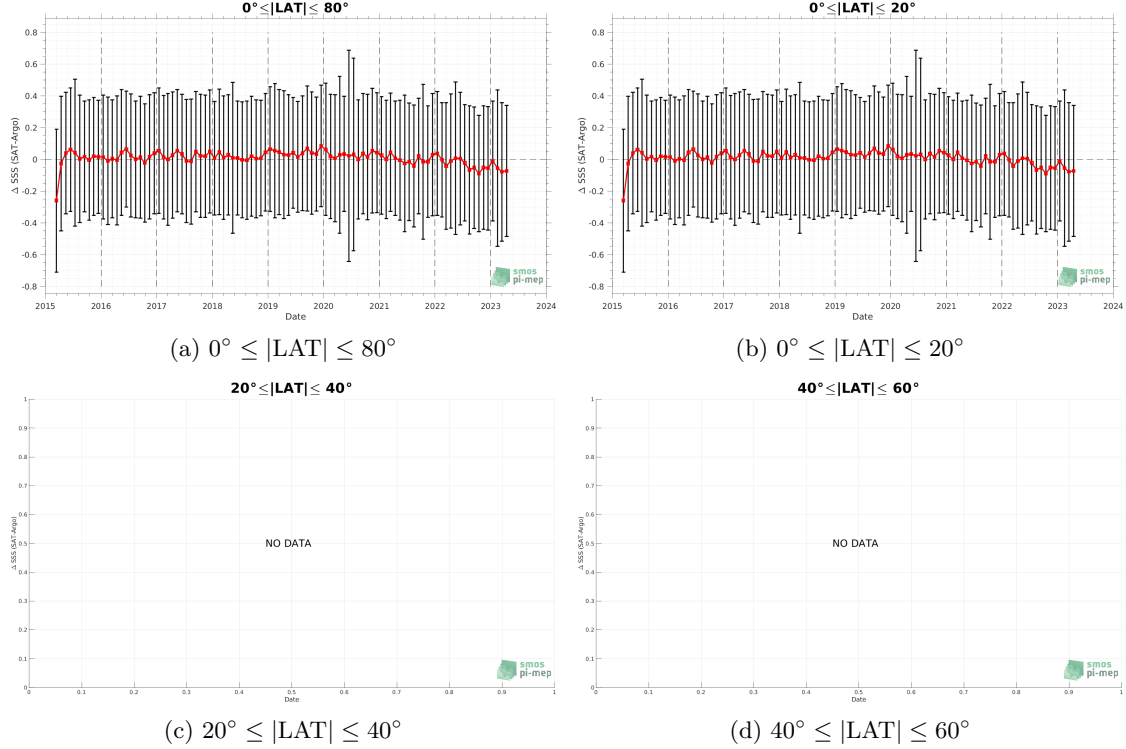 0°≤|LAT|≤ 80°
0.8
0.6
0.4
0.2
0
-0.2
-0.4
-0.6
-0.8
Δ SSS (SAT-Argo)
2015 2016 2017 2018 2019 2020 2021 2022 2023 2024
Date
smos
pi-mep
(a) 0° ≤ |LAT| ≤ 80°
0°≤|LAT|≤ 20°
0.8
0.6
0.4
0.2
0
-0.2
-0.4
-0.6
-0.8
Δ SSS (SAT-Argo)
2015 2016 2017 2018 2019 2020 2021 2022 2023 2024
Date
smos
pi-mep
(b) 0° ≤ |LAT| ≤ 20°
20°≤|LAT|≤ 40°
1
0.9
0.8
0.7
0.6
0.5
0.4
0.3
0.2
0.1
0
Δ SSS (SAT-Argo)
NO DATA
0 0.1 0.2 0.3 0.4 0.5 0.6 0.7 0.8 0.9 1
Date
smos
pi-mep
(c) 20° ≤ |LAT| ≤ 40°
40°≤|LAT|≤ 60°
1
0.9
0.8
0.7
0.6
0.5
0.4
0.3
0.2
0.1
0
Δ SSS (SAT-Argo)
NO DATA
0 0.1 0.2 0.3 0.4 0.5 0.6 0.7 0.8 0.9 1
Date
smos
pi-mep
(d) 40° ≤ |LAT| ≤ 60°